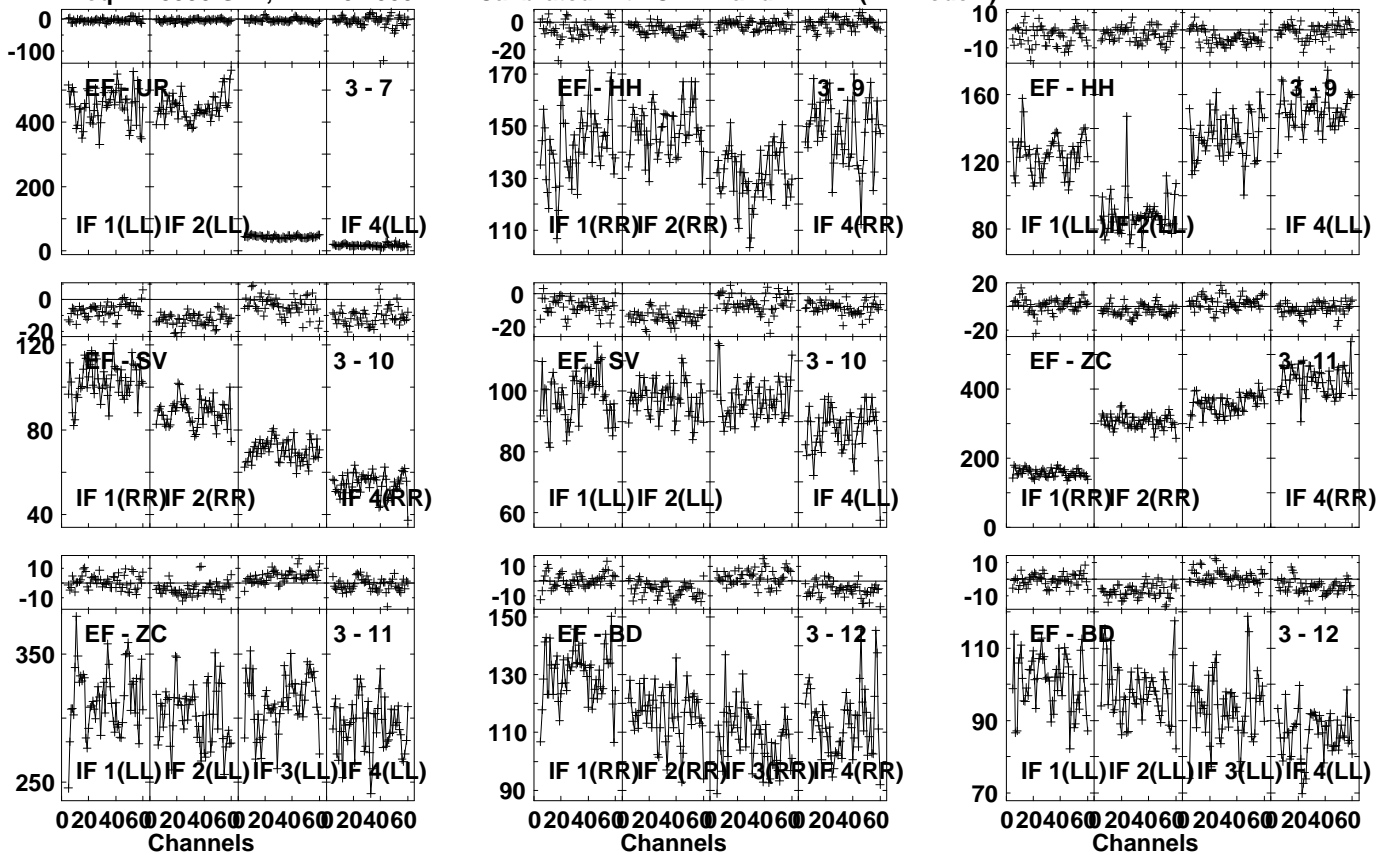 0 0 10
-100 -20 -10
EF - UR 3 - 7 170 EF - HH 3 - 9 160 EF - HH 3 - 9
400 150
200 130 120
IF 1(LL) IF 2(LL) IF 4(LL) 110 IF 1(RR) IF 2(RR) IF 4(RR) 80 IF 1(LL) IF 2(LL) IF 4(LL)
0
0 0 20
-20 -20 -20
120 EF - SV 3 - 10 EF - SV 3 - 10 EF - ZC 3 - 11
100 400
80 80 200
IF 1(RR) IF 2(RR) IF 4(RR) IF 1(LL) IF 2(LL) IF 4(LL) IF 1(RR) IF 2(RR) IF 4(RR)
40 60 0
10 10 10
-10 -10 -10
EF - ZC 3 - 11 150 EF - BD 3 - 12 EF - BD 3 - 12
350 130 110
110 90
250 IF 1(LL) IF 2(LL) IF 3(LL) IF 4(LL) 90 IF 1(RR) IF 2(RR) IF 3(RR) IF 4(RR) 70 IF 1(LL) IF 2(LL) IF 3(LL) IF 4(LL)
0 20 40 60 0 20 40 60 0 20 40 60 0 20 40 60 0 20 40 60 0 20 40 60 0 20 40 60 0 20 40 60 0 20 40 60 0 20 40 60 0 20 40 60 0 20 40 60
Channels Channels Channels